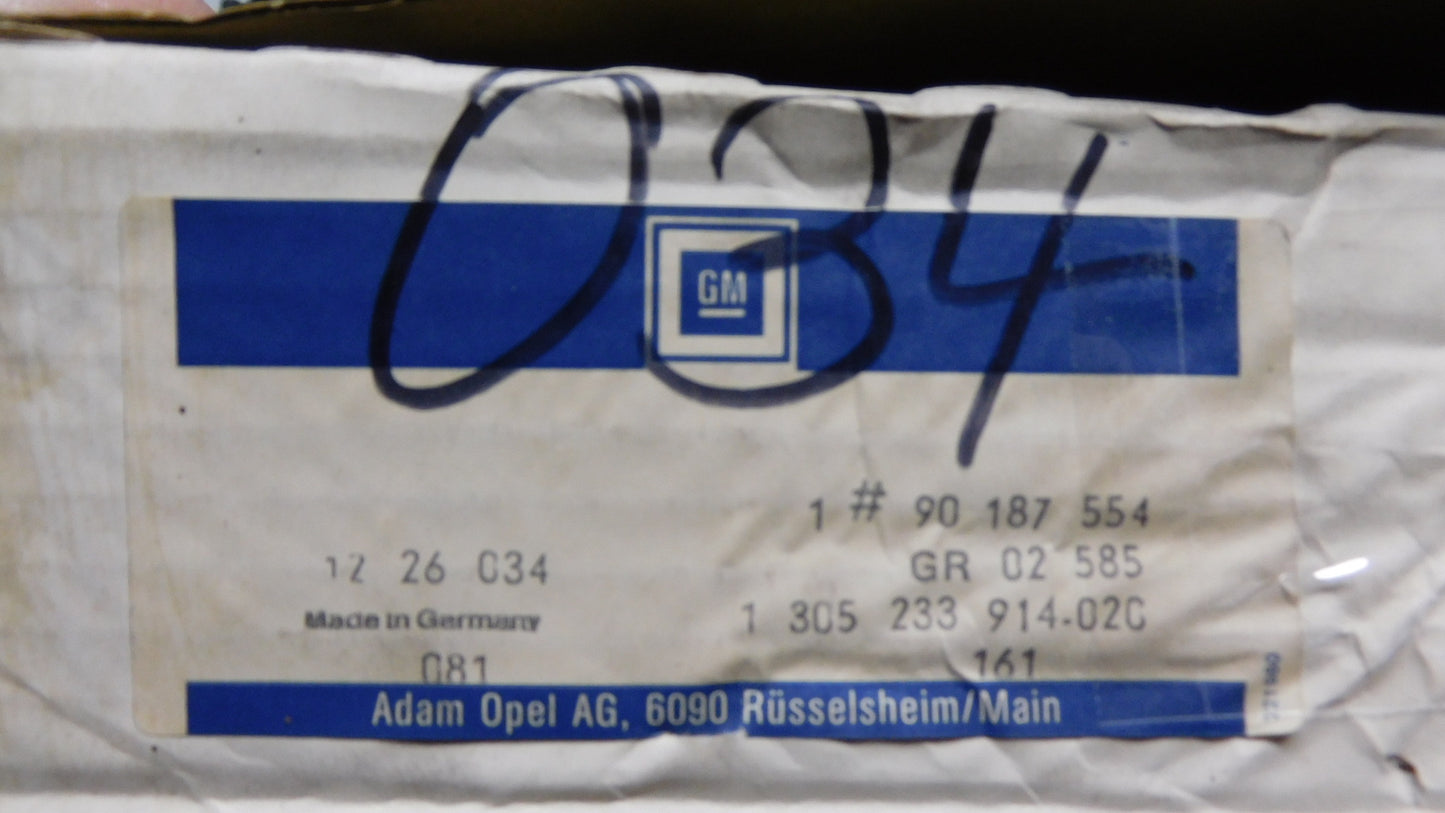 034
GM
1 # 90 187 554
12 26 034
GR 02 585
Made in Germany
1 305 233 914-020
081
161
Adam Opel AG, 6090 Rüsselsheim/Main